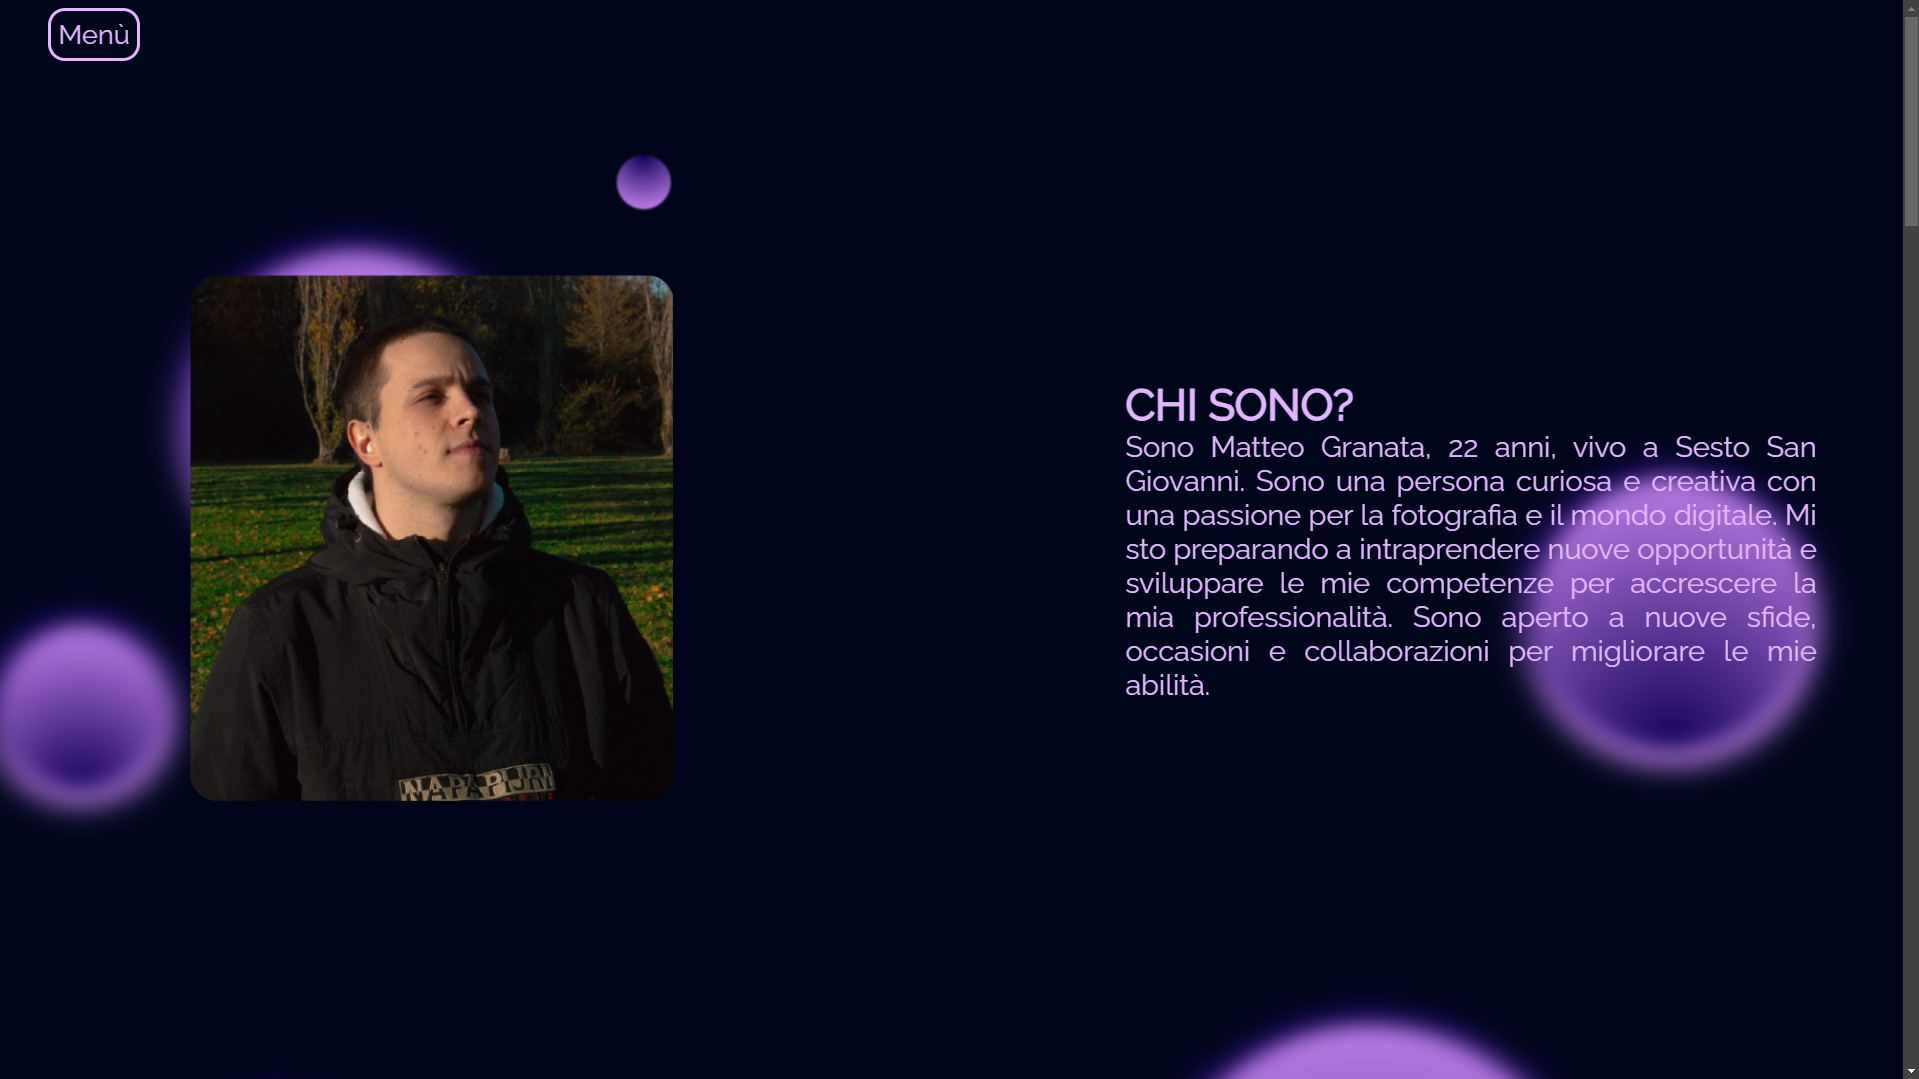 Menù
CHI SONO?
Sono Matteo Granata, 22 anni, vivo a Sesto San
Giovanni. Sono una persona curiosa e creativa con
una passione per la fotografia e il mondo digitale. Mi
sto preparando a intraprendere nuove opportunità e
sviluppare le mie competenze per accrescere la
mia professionalità. Sono aperto a nuove sfide,
occasioni e collaborazioni per migliorare le mie
abilità.
NAPAPIJRI